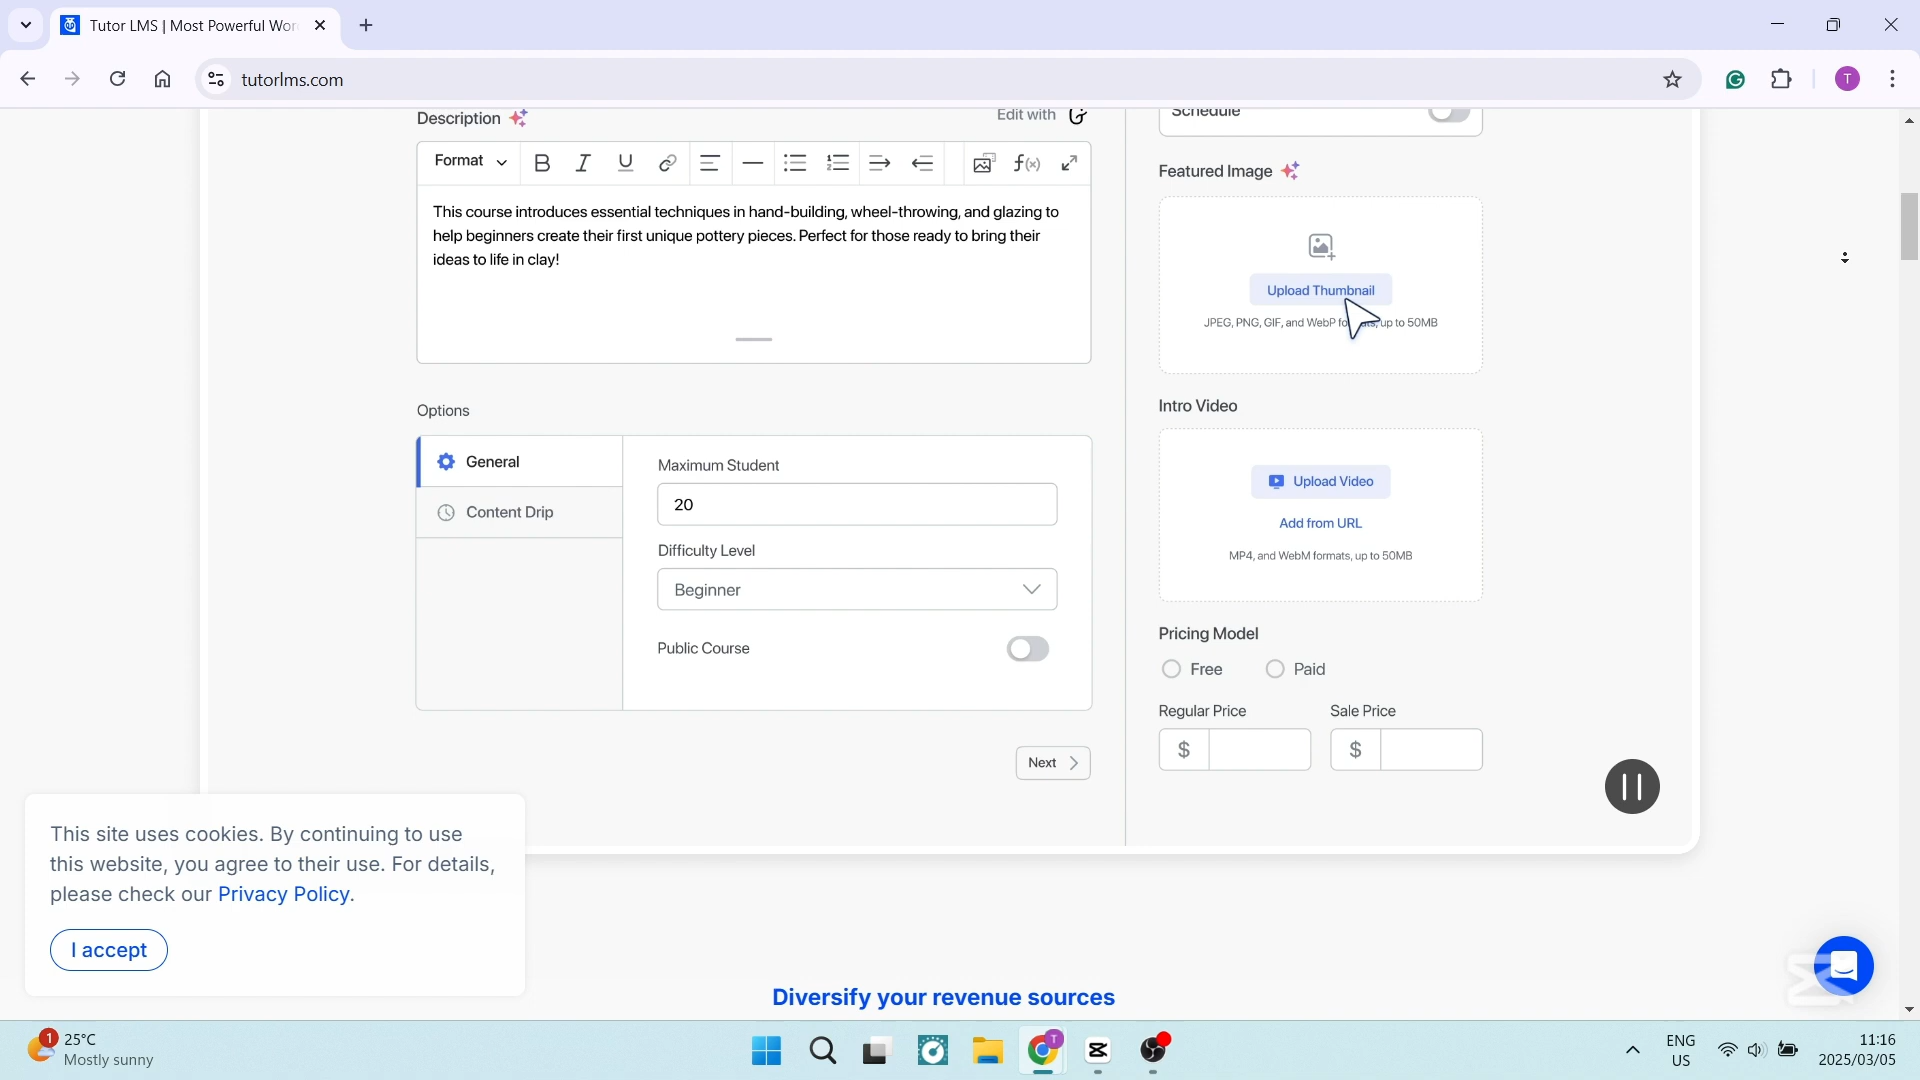 Tutor LMS | Most Powerful Wor
tutorlms.com
T
Description
Edit with
Schedule
Format
f(x)
Featured Image
This course introduces essential techniques in hand-building, wheel-throwing, and glazing to
help beginners create their first unique pottery pieces. Perfect for those ready to bring their
ideas to life in clay!
Upload Thumbnail
JPEG, PNG, GIF, and WebP formats, up to 50MB
Options
Intro Video
General
Maximum Student
20
Upload Video
Content Drip
Add from URL
MP4, and WebM formats, up to 50MB
Difficulty Level
Beginner
Pricing Model
Public Course
Free
Paid
Regular Price
Sale Price
$
$
Next
This site uses cookies. By continuing to use
this website, you agree to their use. For details,
please check our Privacy Policy.
I accept
Diversify your revenue sources
1
25°C
Mostly sunny
T
ENG
US
11:16
2025/03/05